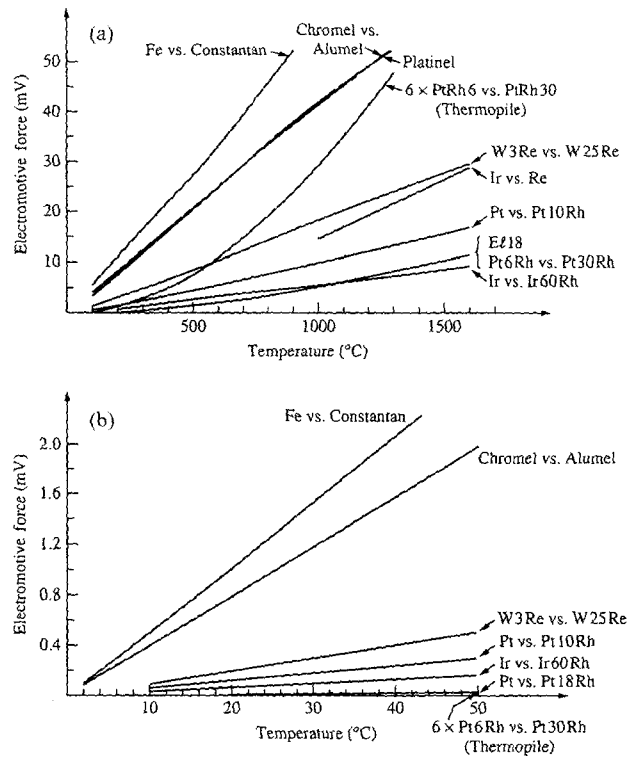 (a)
Chromel vs.
Alumel
Fe vs. Constantan
Platinel
6 × PtRh6 vs. PtRh30
(Thermopile)
W3Re vs. W25Re
Ir vs. Re
Pt vs. Pt10Rh
Eℓ18
Pt6Rh vs. Pt30Rh
Ir vs. Ir60Rh
Electromotive force (mV)
50
40
30
20
10
500
1000
1500
Temperature (°C)
(b)
Fe vs. Constantan
Chromel vs. Alumel
W3Re vs. W25Re
Pt vs. Pt10Rh
Ir vs. Ir60Rh
Pt vs. Pt18Rh
6 × Pt6Rh vs. Pt30Rh
(Thermopile)
Electromotive force (mV)
2.0
1.6
1.2
0.8
0.4
10
20
30
40
50
Temperature (°C)